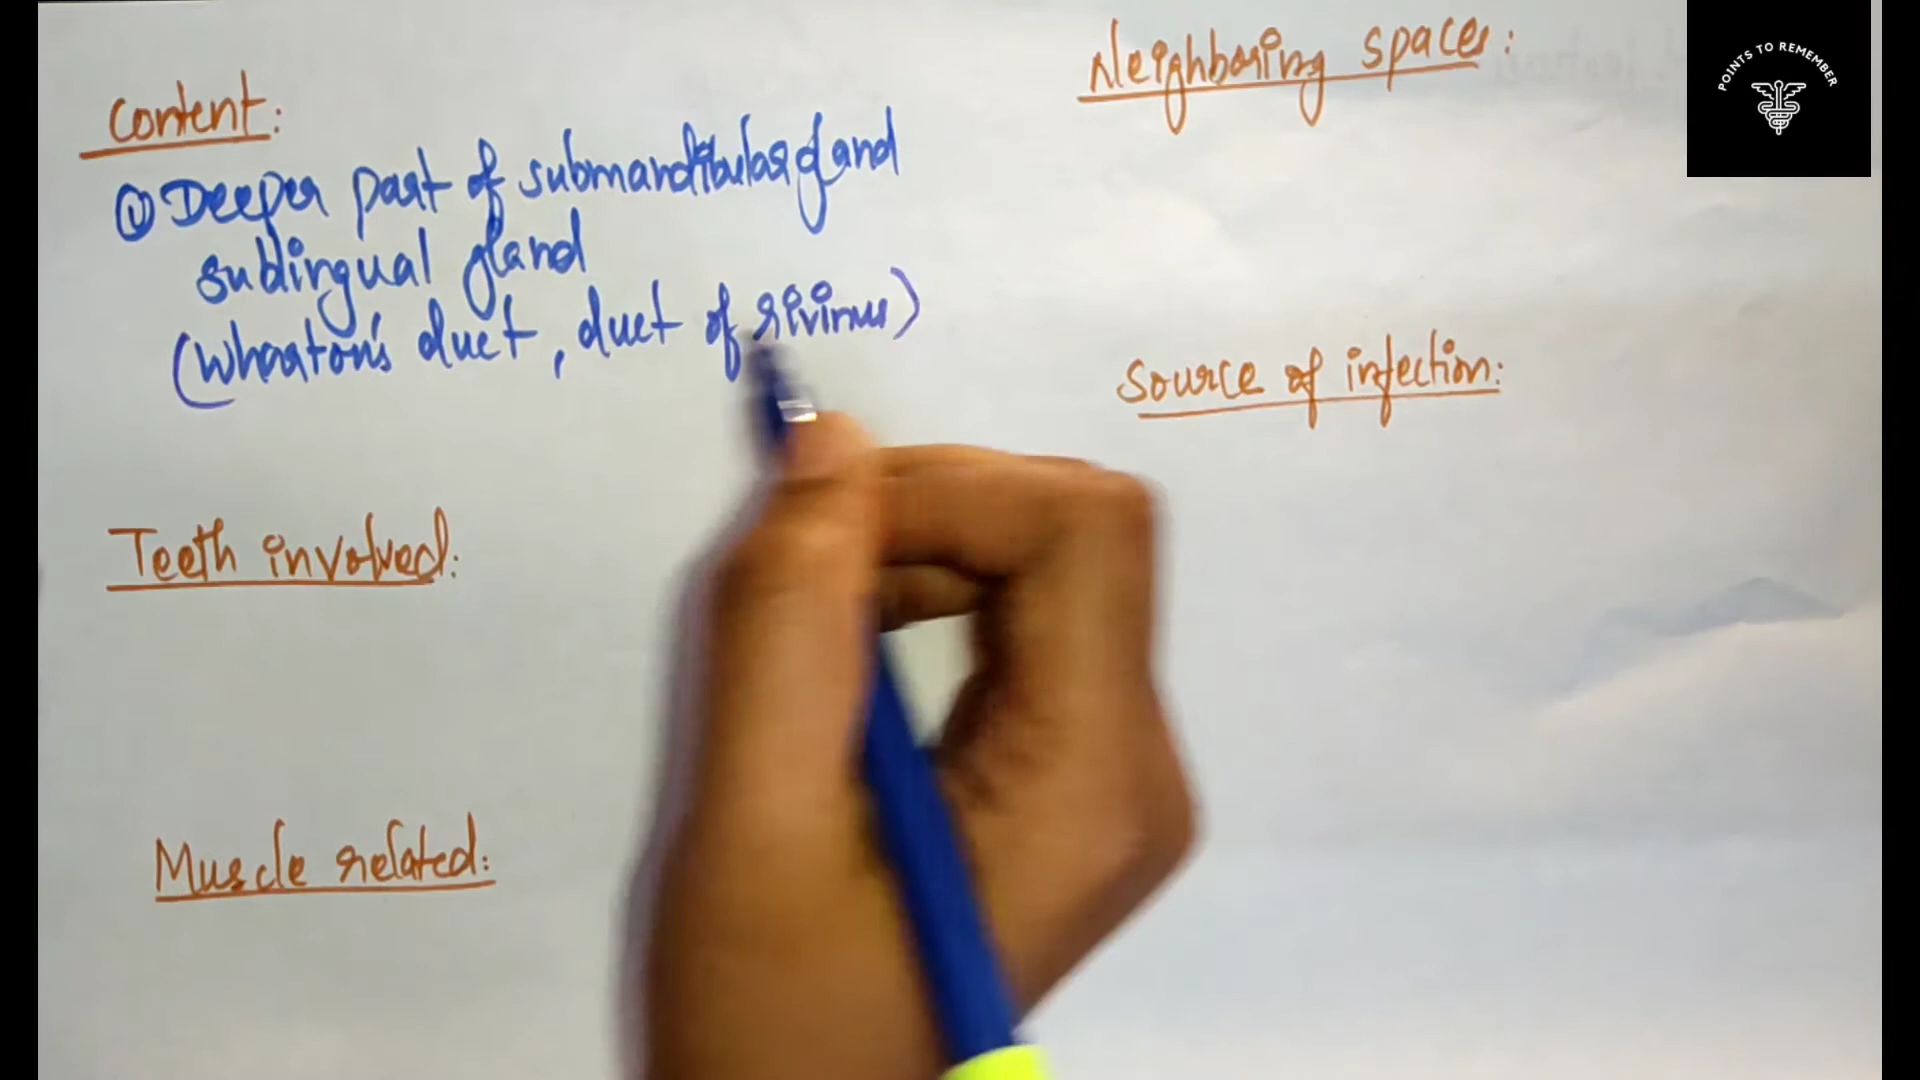 Content:
① Deeper part of submandibular gland
sublingual gland
(Wharton's duct, duct of rivinus)
Teeth involved:
Muscle related:
Neighboring spaces:
Source of infection:
POINTS TO REMEMBER